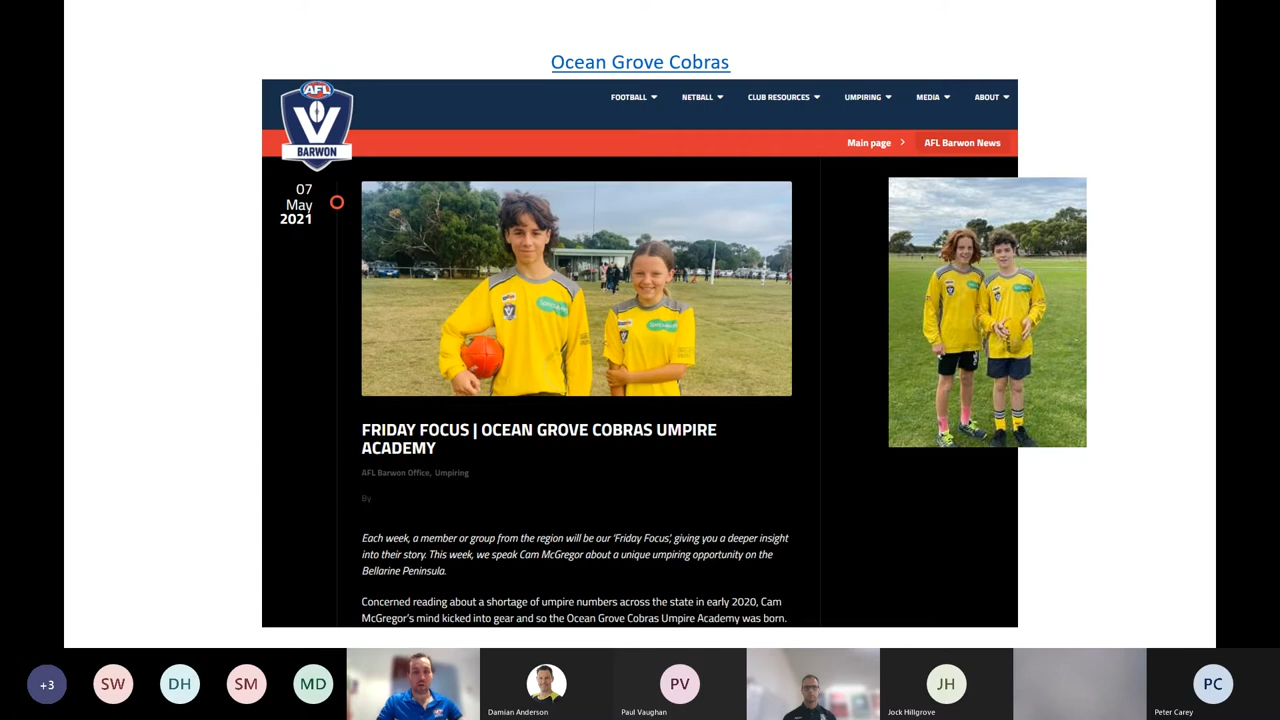 Ocean Grove Cobras
AFL
V
BARWON
FOOTBALL
NETBALL
CLUB RESOURCES
UMPIRING
MEDIA
ABOUT
Main page
AFL Barwon News
07
May
2021
FRIDAY FOCUS | OCEAN GROVE COBRAS UMPIRE
ACADEMY
AFL Barwon Office, Umpiring
By
Each week, a member or group from the region will be our ‘Friday Focus’, giving you a deeper insight
into their story. This week, we speak Cam McGregor about a unique umpiring opportunity on the
Bellarine Peninsula.
Concerned reading about a shortage of umpire numbers across the state in early 2020, Cam
McGregor’s mind kicked into gear and so the Ocean Grove Cobras Umpire Academy was born.
+3
SW
DH
SM
MD
Damian Anderson
PV
Paul Vaughan
JH
Jock Hillgrove
PC
Peter Carey